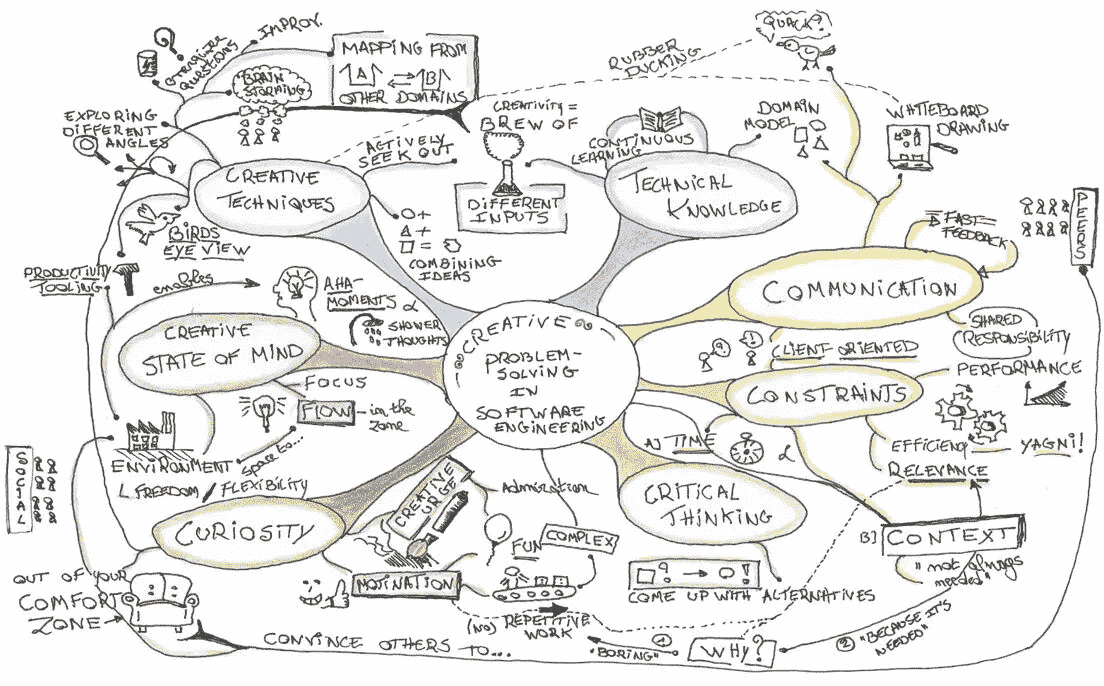 IMPROV.
ENERGIZER
QUESTIONS
BRAIN
STORMING
MAPPING FROM
A
B
OTHER DOMAINS
RUBBER
DUCKING
QUACK?
EXPLORING
DIFFERENT
ANGLES
ACTIVELY
SEEK OUT
CREATIVITY =
BREW OF
DIFFERENT
INPUTS
CONTINUOUS
LEARNING
DOMAIN
MODEL
WHITEBOARD
DRAWING
CREATIVE
TECHNIQUES
TECHNICAL
KNOWLEDGE
PEERS
FAST
FEEDBACK
BIRDS
EYE VIEW
COMBINING
IDEAS
PRODUCTIVITY
TOOLING
enables
AHA-
MOMENTS &
SHOWER
THOUGHTS
COMMUNICATION
SHARED
RESPONSIBILITY
CREATIVE
STATE OF MIND
CREATIVE
PROBLEM-
SOLVING
IN
SOFTWARE
ENGINEERING
CLIENT-ORIENTED
PERFORMANCE
FOCUS
FLOW - in the
zone
CONSTRAINTS
A) TIME
&
EFFICIENCY
YAGNI!
RELEVANCE
ENVIRONMENT
space to...
FREEDOM / FLEXIBILITY
SOCIAL
CURIOSITY
CREATIVE
URGE
Admiration
CRITICAL
THINKING
FUN
COMPLEX
B] CONTEXT
"not always
needed"
MOTIVATION
COME UP WITH ALTERNATIVES
OUT OF YOUR
COMFORT
ZONE
(NO) REPETITIVE
WORK
CONVINCE OTHERS TO...
1
"BORING"
WHY?
2 "BECAUSE IT'S
NEEDED"